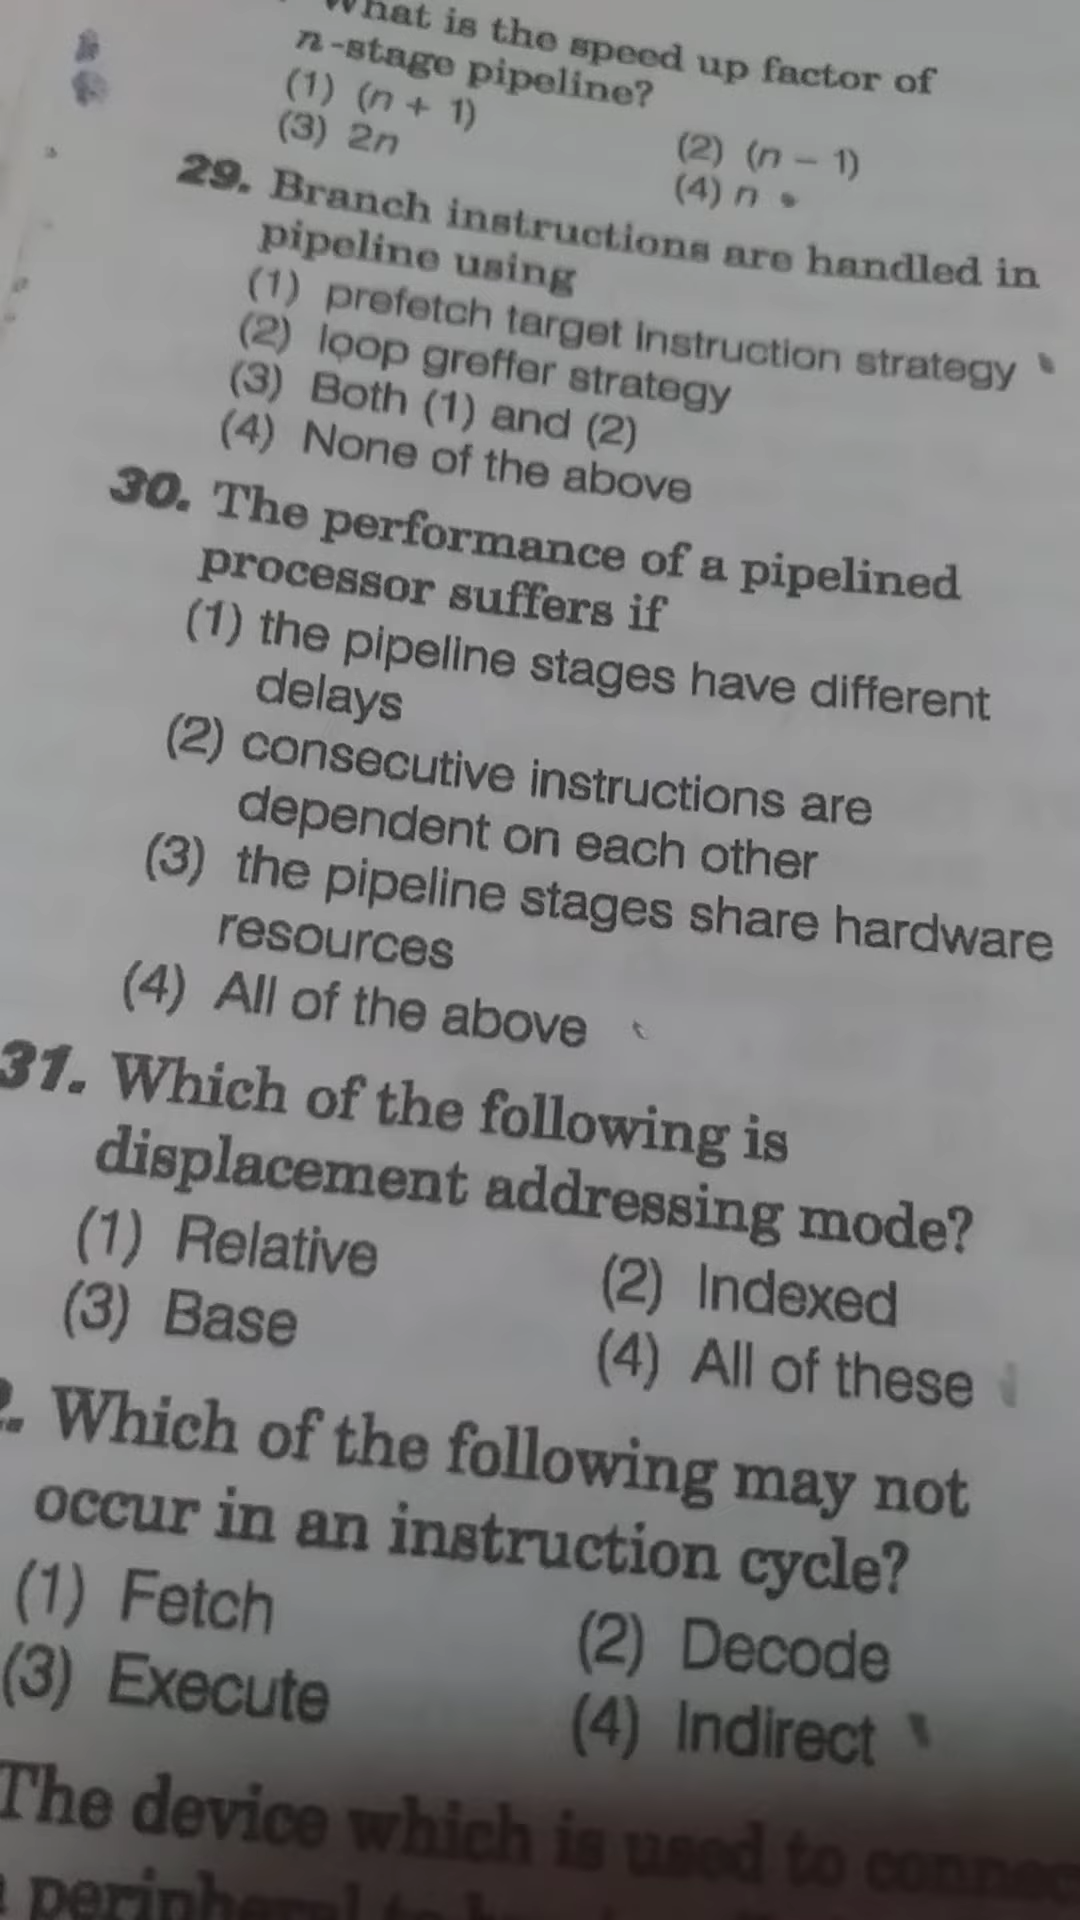 What is the speed up factor of
n-stage pipeline?
(1) (n + 1)
(2) (n – 1)
(3) 2n
(4) n
29. Branch instructions are handled in
pipeline using
(1) prefetch target instruction strategy
(2) loop greffer strategy
(3) Both (1) and (2)
(4) None of the above
30. The performance of a pipelined
processor suffers if
(1) the pipeline stages have different
delays
(2) consecutive instructions are
dependent on each other
(3) the pipeline stages share hardware
resources
(4) All of the above
31. Which of the following is
displacement addressing mode?
(1) Relative
(2) Indexed
(3) Base
(4) All of these
. Which of the following may not
occur in an instruction cycle?
(1) Fetch
(2) Decode
(3) Execute
(4) Indirect
The device which is used to connec
peripheral to